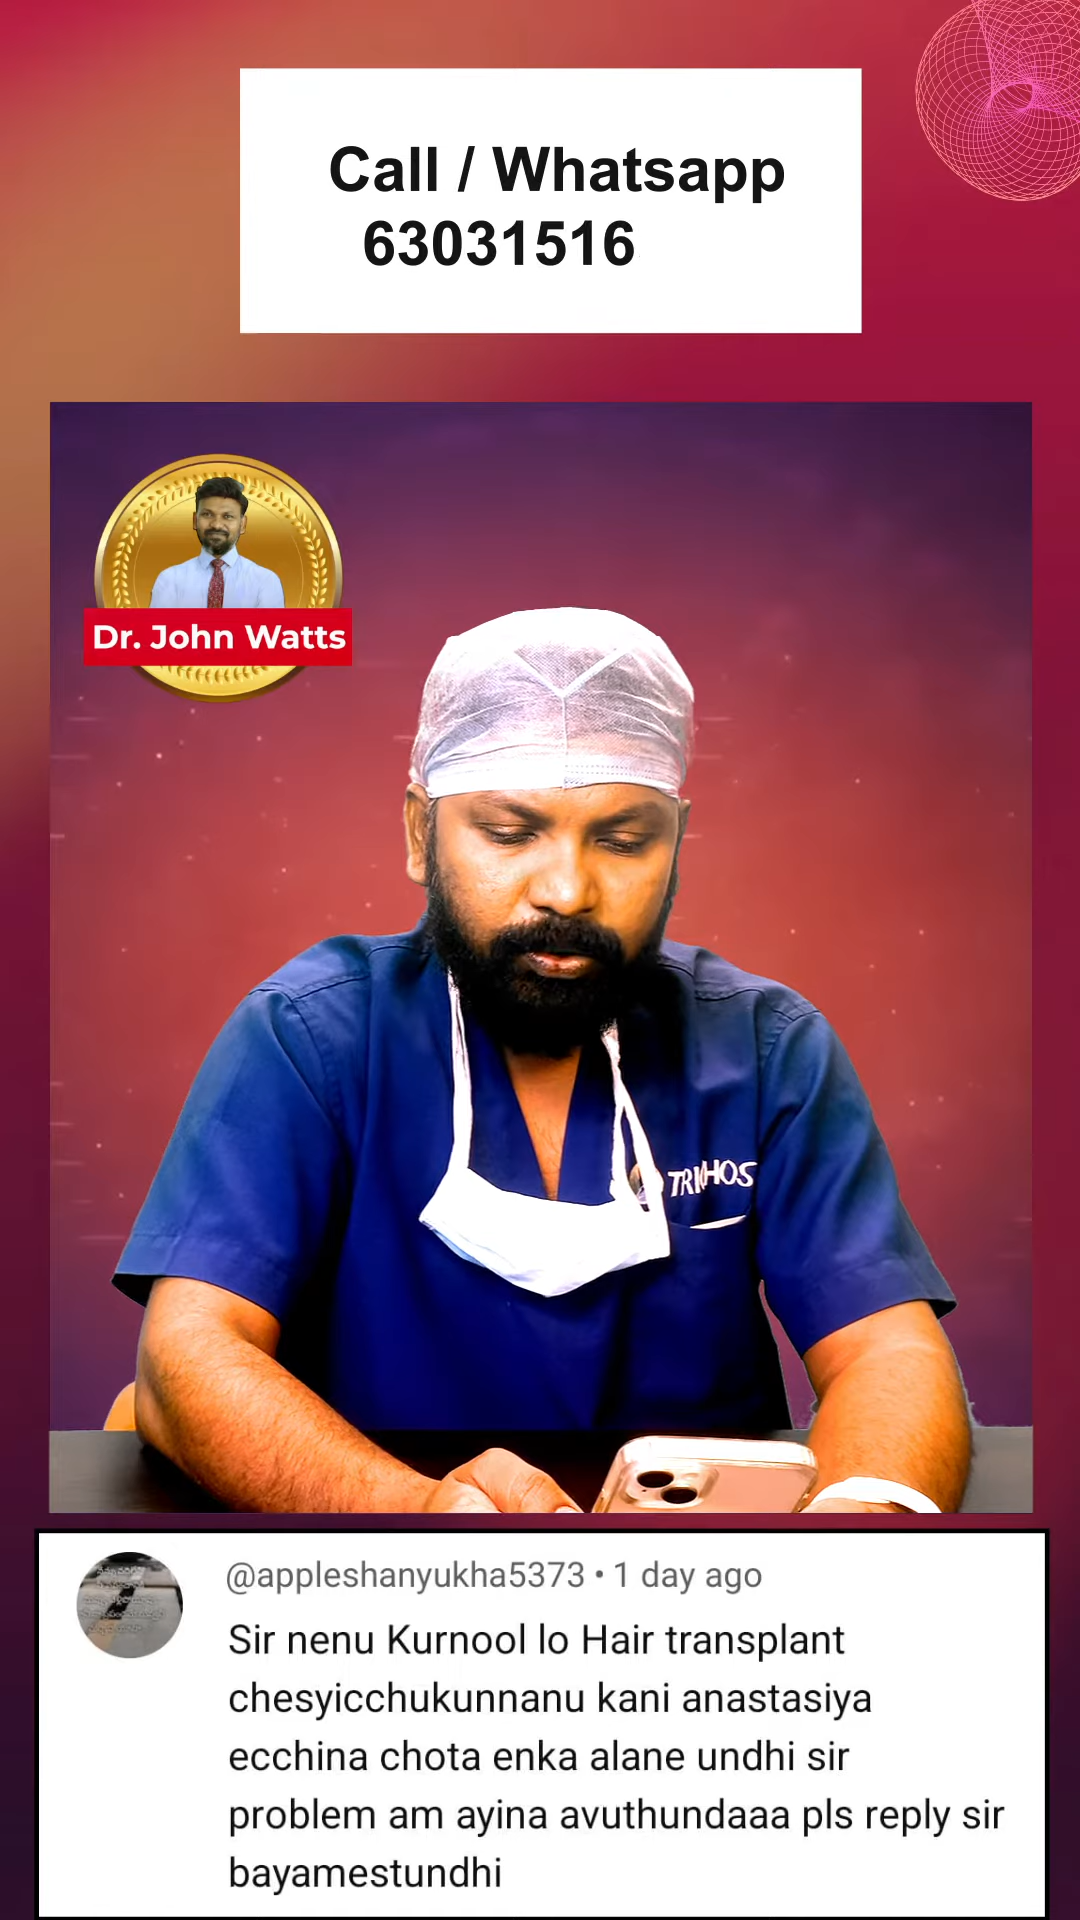 Call / Whatsapp
63031516
Dr. John Watts
TRICHOS
@appleshanyukha5373 • 1 day ago
Sir nenu Kurnool lo Hair transplant
chesyicchukunnanu kani anastasiya
ecchina chota enka alane undhi sir
problem am ayina avuthundaaa pls reply sir
bayamestundhi